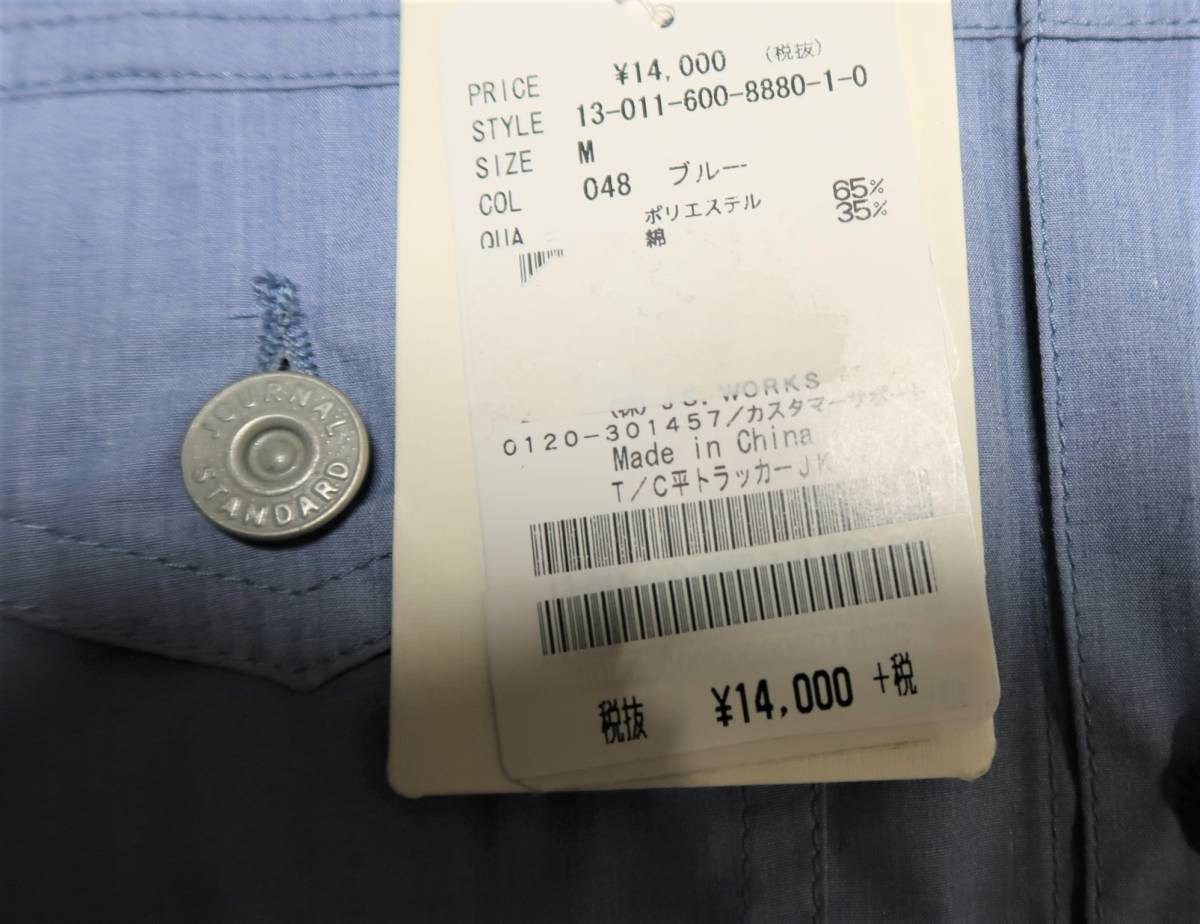 PRICE ¥14,000 (税抜)
STYLE 13-011-600-8880-1-0
SIZE M
COL 048 ブルー
QUA ポリエステル 65%
綿 35%
WORKS
0120-301457/カスタマーサポート
Made in China
T/C平トラッカーJK
税抜 ¥14,000 +税
JOURNAL
STANDARD